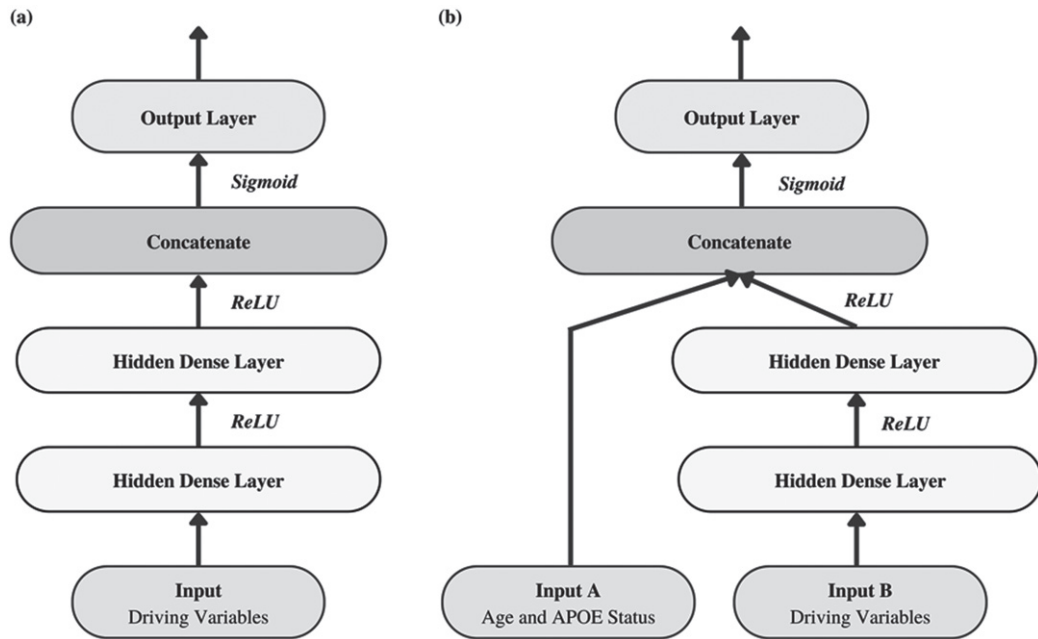 (a)
Output Layer
Sigmoid
Concatenate
ReLU
Hidden Dense Layer
ReLU
Hidden Dense Layer
Input
Driving Variables
(b)
Output Layer
Sigmoid
Concatenate
ReLU
Hidden Dense Layer
ReLU
Hidden Dense Layer
Input A
Age and APOE Status
Input B
Driving Variables